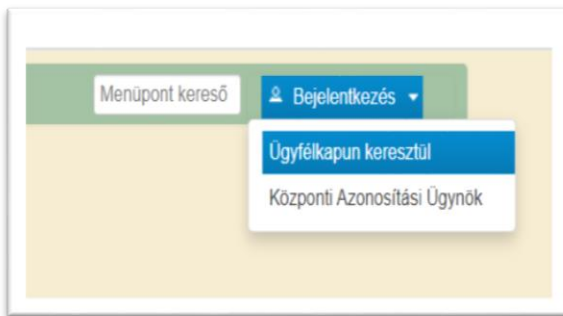 Menüpont kereső
Bejelentkezés
Ügyfélkapun keresztül
Központi Azonosítási Ügynök